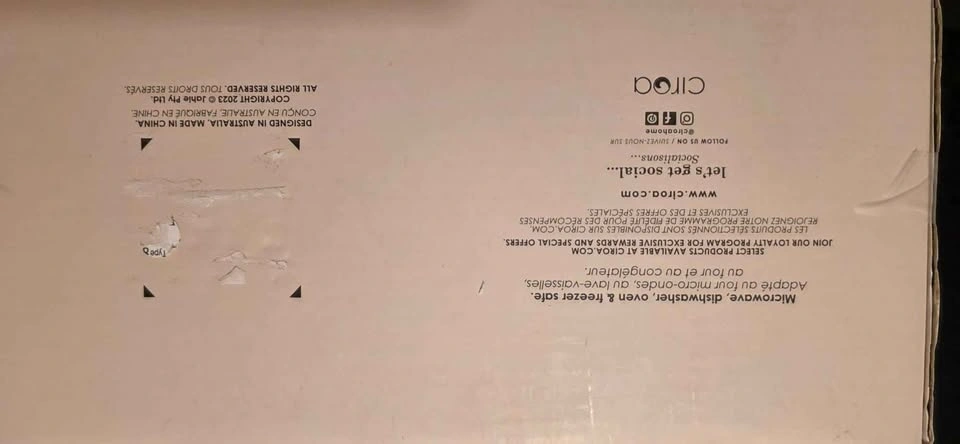 Microwave, dishwasher, oven & freezer safe.
Adapté au four micro-ondes, au lave-vaisselles,
au four et au congélateur.
SELECT PRODUCTS AVAILABLE AT CIROA.COM
JOIN OUR LOYALTY PROGRAM FOR EXCLUSIVE REWARDS AND SPECIAL OFFERS.
LES PRODUITS SÉLECTIONNÉS SONT DISPONIBLES SUR CIROA.COM.
REJOIGNEZ NOTRE PROGRAMME DE FIDÉLITÉ POUR DES RÉCOMPENSES
EXCLUSIVES ET DES OFFRES SPÉCIALES.
www.ciroa.com
let's get social...
Socialisons...
FOLLOW US ON / SUIVEZ-NOUS SUR
@ciroahome
ciroa
Type b
DESIGNED IN AUSTRALIA. MADE IN CHINA.
CONÇU EN AUSTRALIE. FABRIQUÉ EN CHINE.
COPYRIGHT 2023 © Jahie Pty Ltd.
ALL RIGHTS RESERVED. TOUS DROITS RÉSERVÉS.